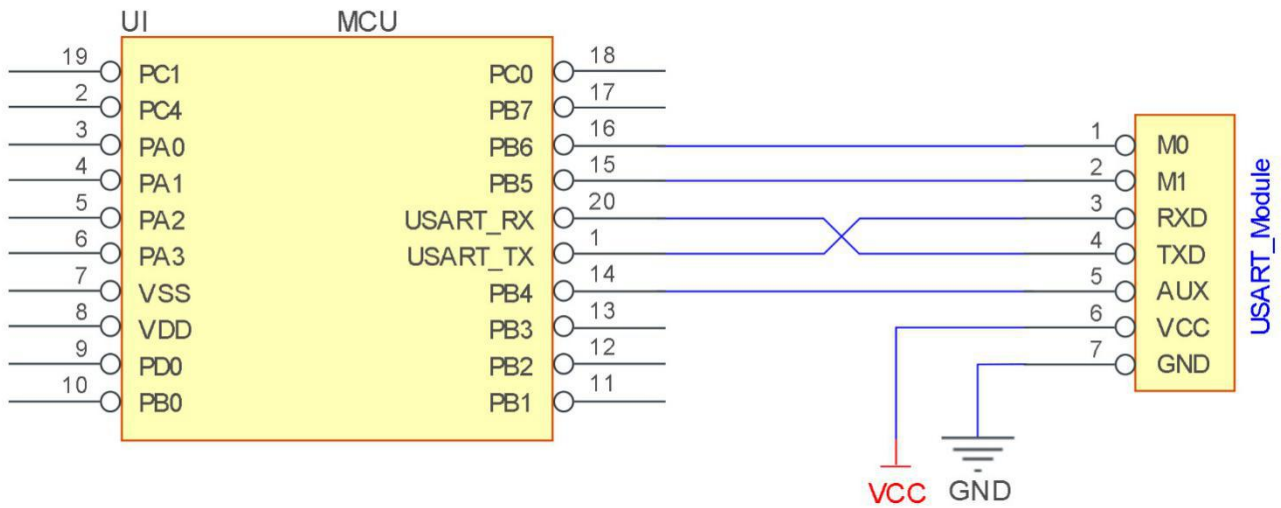 UI MCU
19 PC1 PC0 18
2 PC4 PB7 17
3 PA0 PB6 16 1 M0
4 PA1 PB5 15 2 M1
5 PA2 USART_RX 20 3 RXD
6 PA3 USART_TX 1 4 TXD
7 VSS PB4 14 5 AUX
8 VDD PB3 13 6 VCC
9 PD0 PB2 12 7 GND
10 PB0 PB1 11
USART_Module
VCC GND